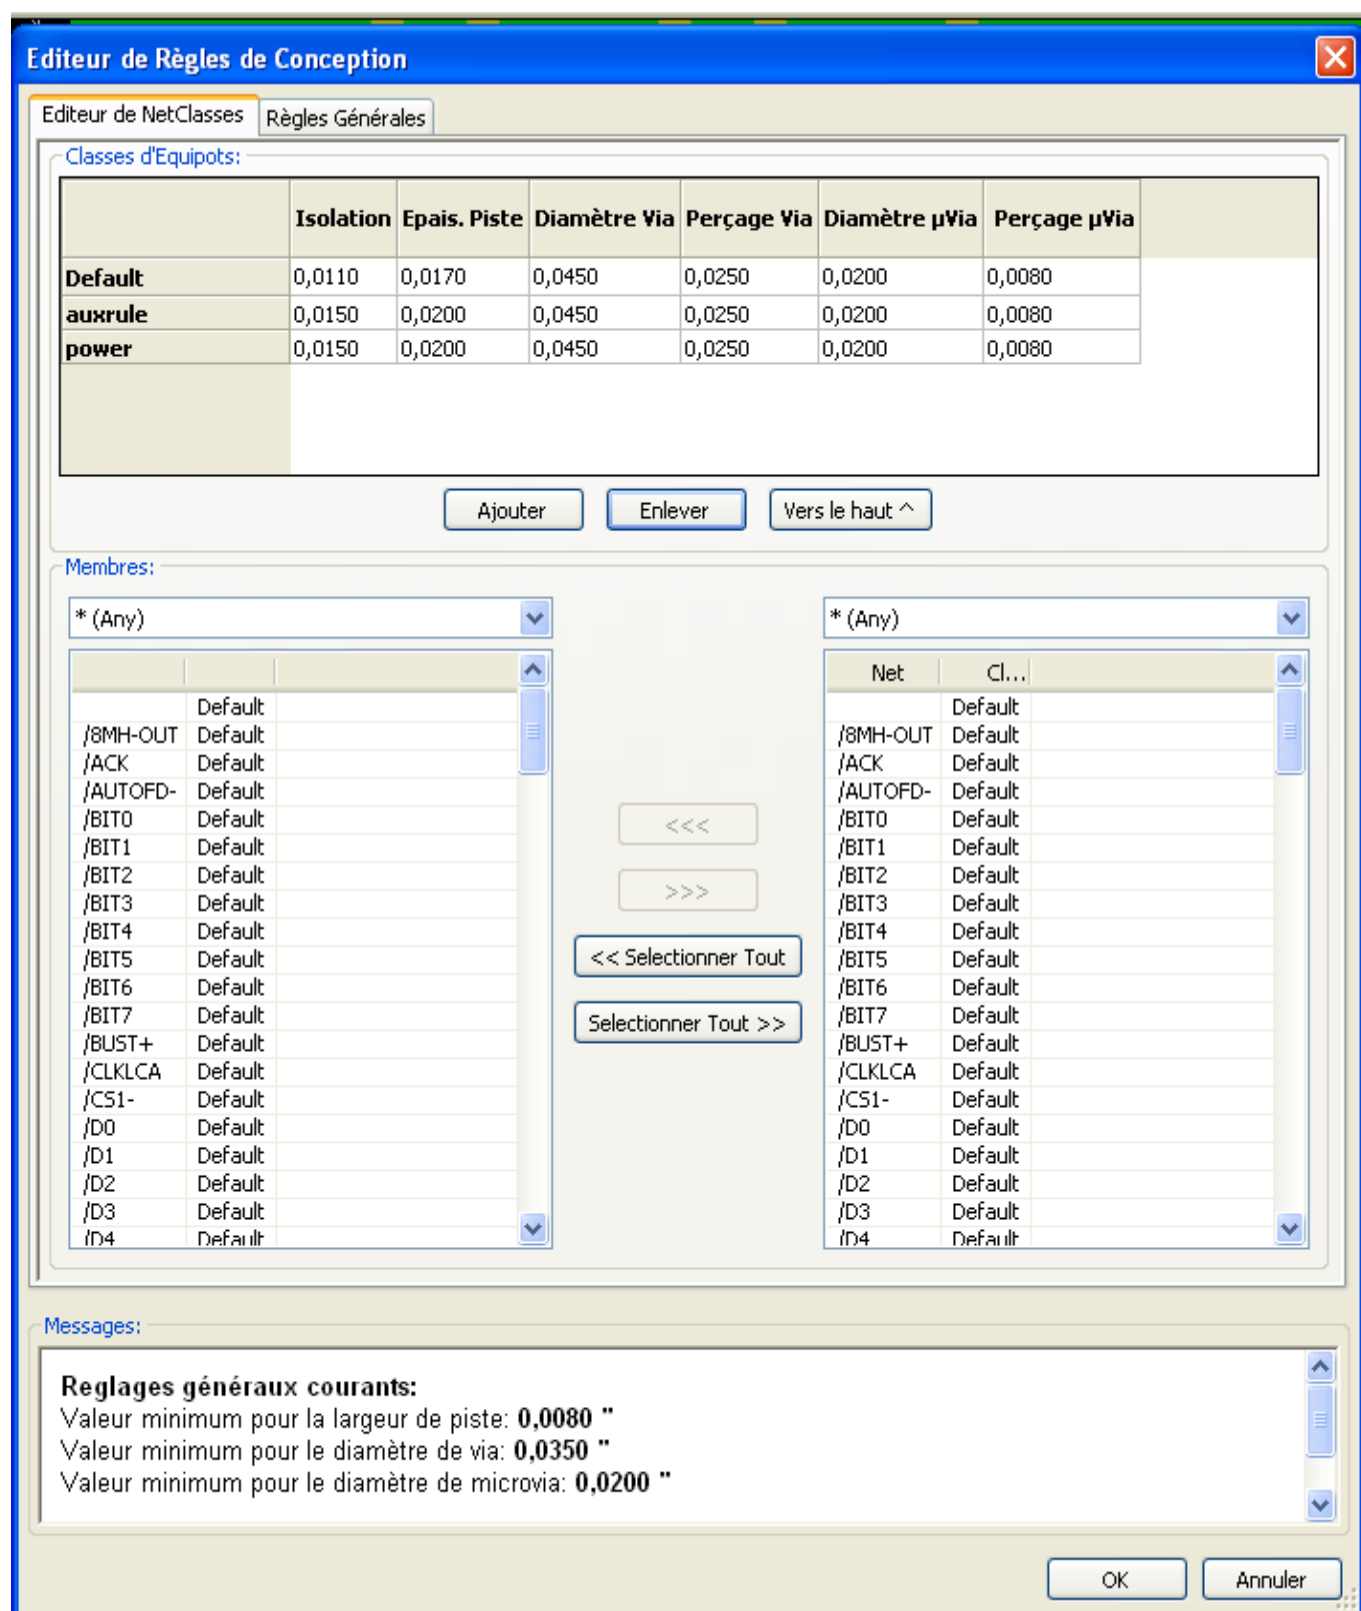 Editeur de Règles de Conception
Editeur de NetClasses Règles Générales
Classes d'Equipots:
Isolation Epais. Piste Diamètre Via Perçage Via Diamètre µVia Perçage µVia
Default 0,0110 0,0170 0,0450 0,0250 0,0200 0,0080
auxrule 0,0150 0,0200 0,0450 0,0250 0,0200 0,0080
power 0,0150 0,0200 0,0450 0,0250 0,0200 0,0080
Ajouter Enlever Vers le haut ^
Membres:
* (Any) * (Any)
Net Cl...
Default Default
/8MH-OUT Default /8MH-OUT Default
/ACK Default /ACK Default
/AUTOFD- Default /AUTOFD- Default
/BIT0 Default <<< /BIT0 Default
/BIT1 Default /BIT1 Default
/BIT2 Default /BIT2 Default
/BIT3 Default >>> /BIT3 Default
/BIT4 Default /BIT4 Default
/BIT5 Default << Selectionner Tout /BIT5 Default
/BIT6 Default /BIT6 Default
/BIT7 Default Selectionner Tout >> /BIT7 Default
/BUST+ Default /BUST+ Default
/CLKLCA Default /CLKLCA Default
/CS1- Default /CS1- Default
/D0 Default /D0 Default
/D1 Default /D1 Default
/D2 Default /D2 Default
/D3 Default /D3 Default
/D4 Default /D4 Default
Messages:
Reglages généraux courants:
Valeur minimum pour la largeur de piste: 0,0080 "
Valeur minimum pour le diamètre de via: 0,0350 "
Valeur minimum pour le diamètre de microvia: 0,0200 "
OK Annuler